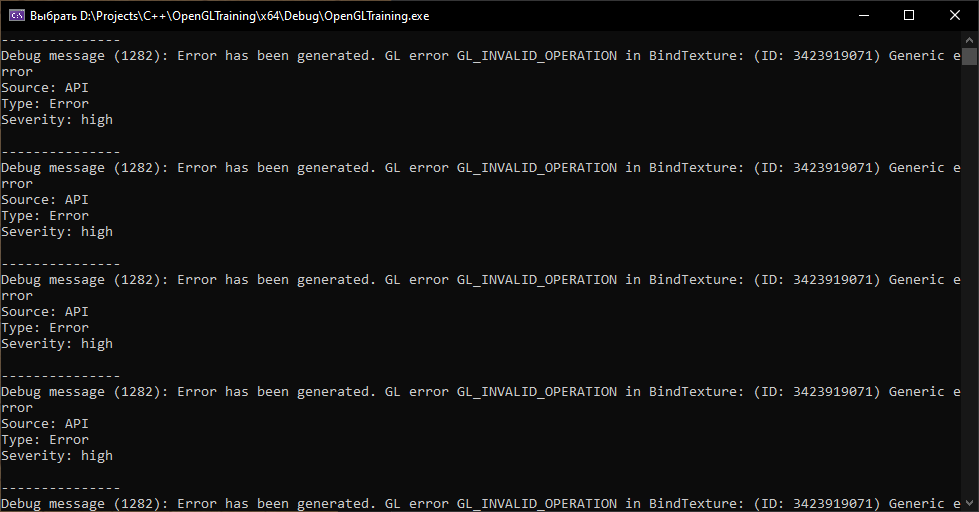 Выбрать D:\Projects\C++\OpenGLTraining\x64\Debug\OpenGLTraining.exe
---------------
Debug message (1282): Error has been generated. GL error GL_INVALID_OPERATION in BindTexture: (ID: 3423919071) Generic e
rror
Source: API
Type: Error
Severity: high
---------------
Debug message (1282): Error has been generated. GL error GL_INVALID_OPERATION in BindTexture: (ID: 3423919071) Generic e
rror
Source: API
Type: Error
Severity: high
---------------
Debug message (1282): Error has been generated. GL error GL_INVALID_OPERATION in BindTexture: (ID: 3423919071) Generic e
rror
Source: API
Type: Error
Severity: high
---------------
Debug message (1282): Error has been generated. GL error GL_INVALID_OPERATION in BindTexture: (ID: 3423919071) Generic e
rror
Source: API
Type: Error
Severity: high
---------------
Debug message (1282): Error has been generated. GL error GL_INVALID_OPERATION in BindTexture: (ID: 3423919071) Generic e